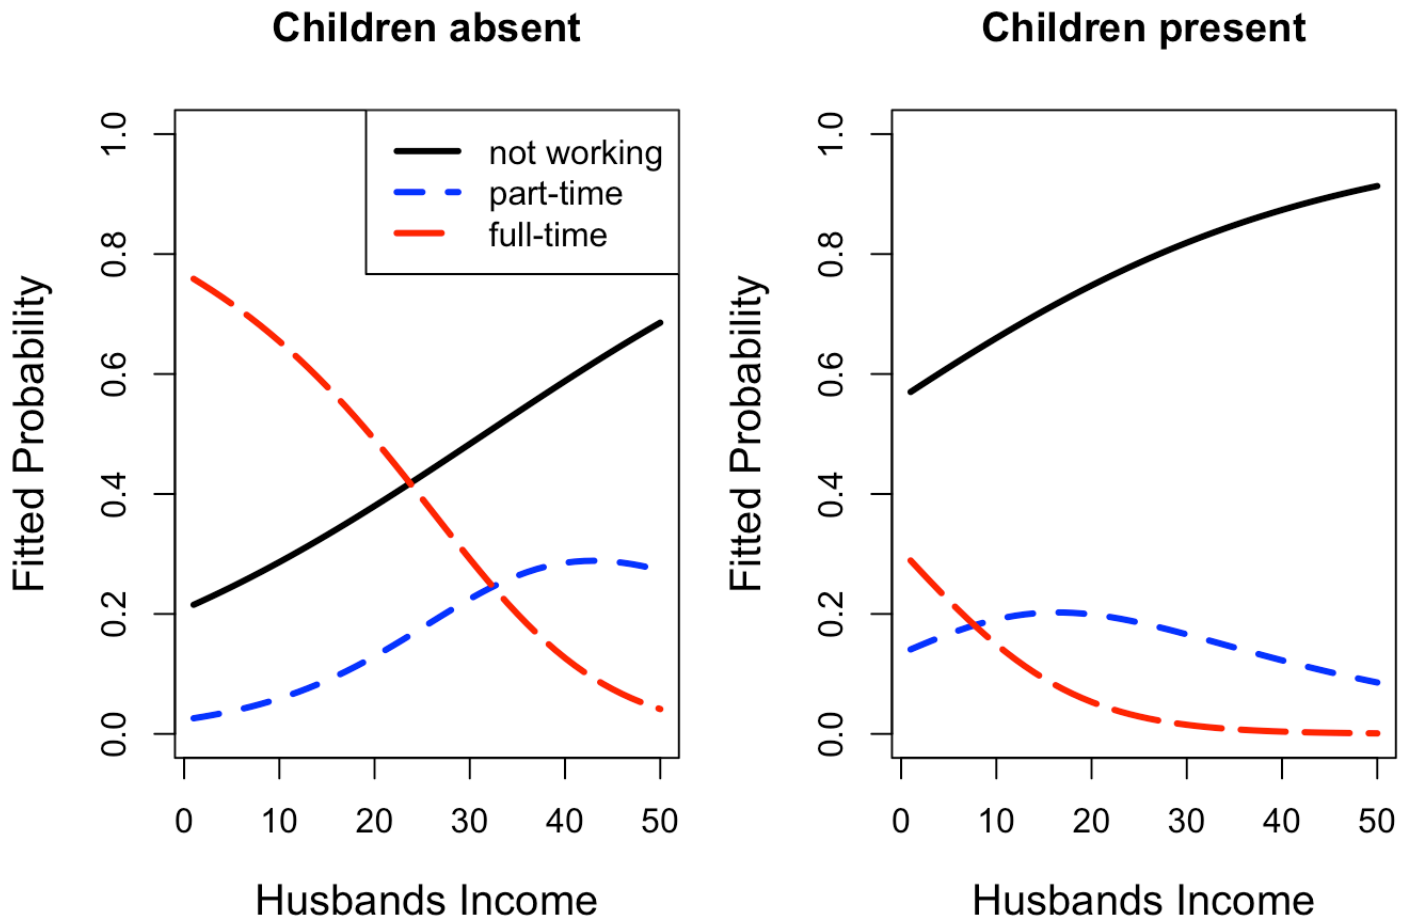 Children absent
Fitted Probability
1.0
0.8
0.6
0.4
0.2
0.0
not working
part-time
full-time
0 10 20 30 40 50
Husbands Income
Children present
Fitted Probability
1.0
0.8
0.6
0.4
0.2
0.0
0 10 20 30 40 50
Husbands Income